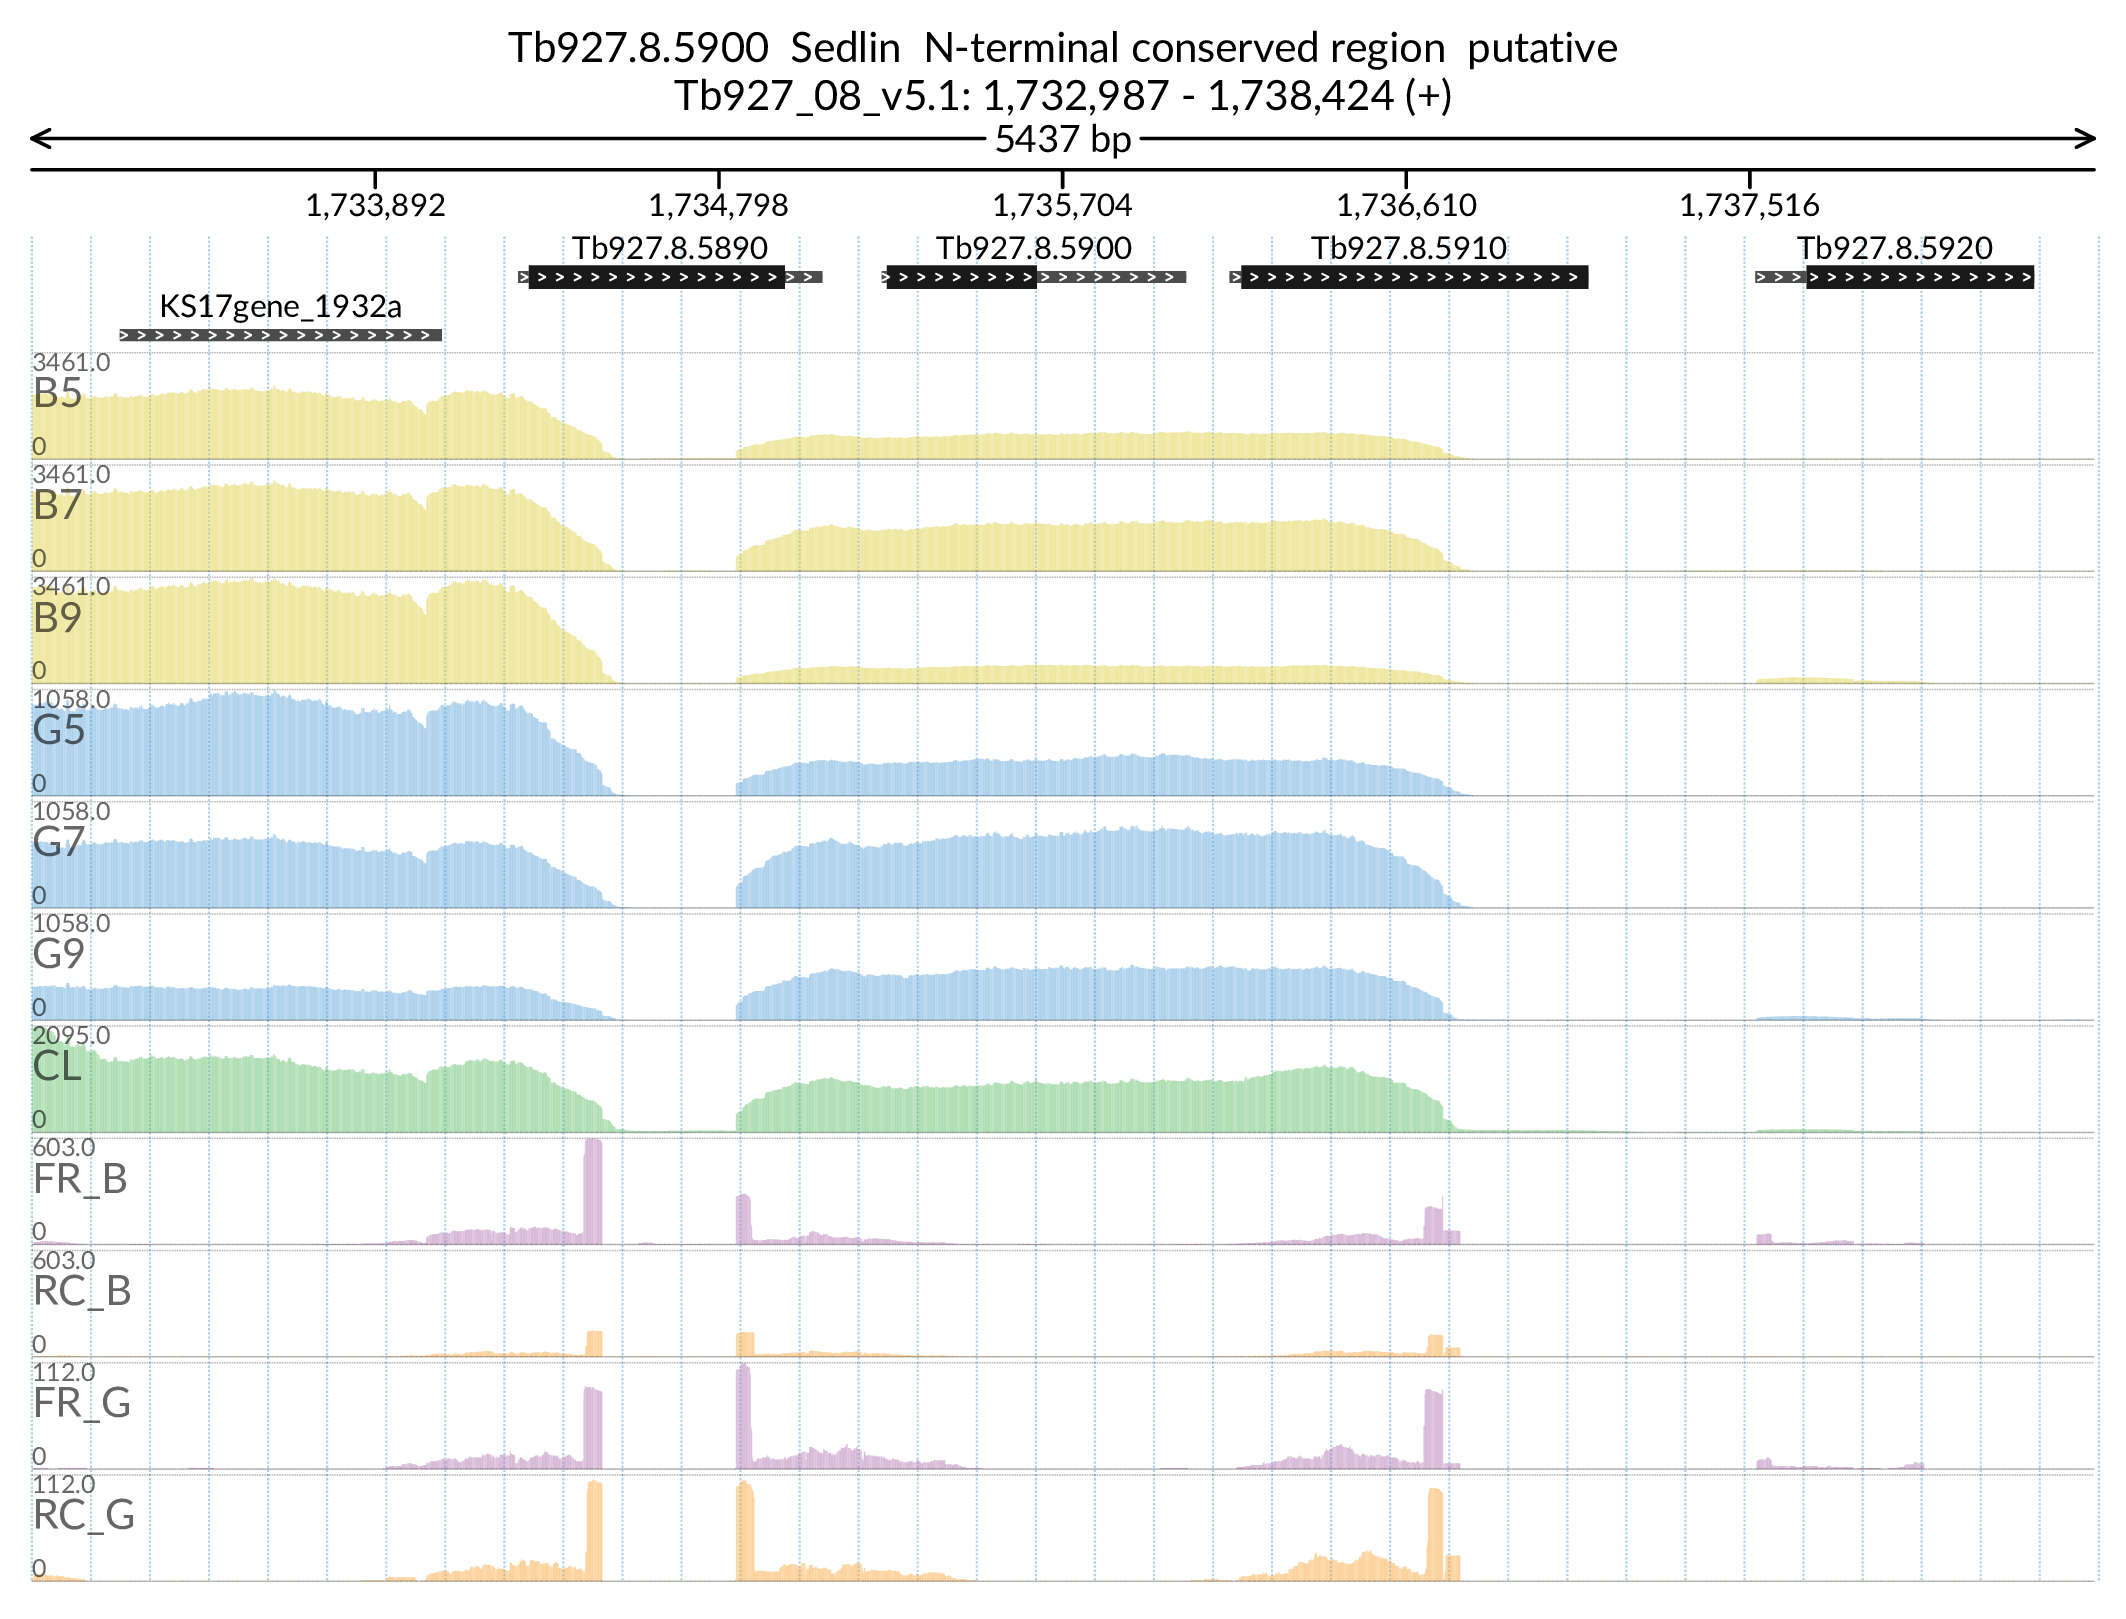 Tb927.8.5900 Sedlin N-terminal conserved region putative
Tb927_08_v5.1: 1,732,987 - 1,738,424 (+)
5437 bp
1,733,892 1,734,798 1,735,704 1,736,610 1,737,516
Tb927.8.5890 Tb927.8.5900 Tb927.8.5910 Tb927.8.5920
KS17gene_1932a
3461.0
B5
0
3461.0
B7
0
3461.0
B9
0
1058.0
G5
0
1058.0
G7
0
1058.0
G9
0
2095.0
CL
0
603.0
FR_B
0
603.0
RC_B
0
112.0
FR_G
0
112.0
RC_G
0